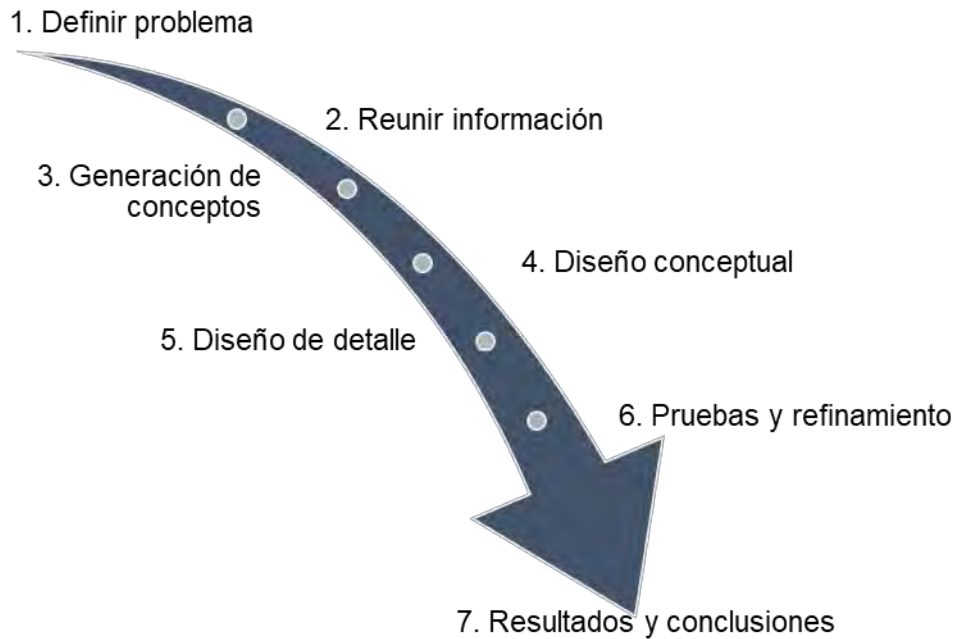 1. Definir problema
2. Reunir información
3. Generación de
conceptos
4. Diseño conceptual
5. Diseño de detalle
6. Pruebas y refinamiento
7. Resultados y conclusiones